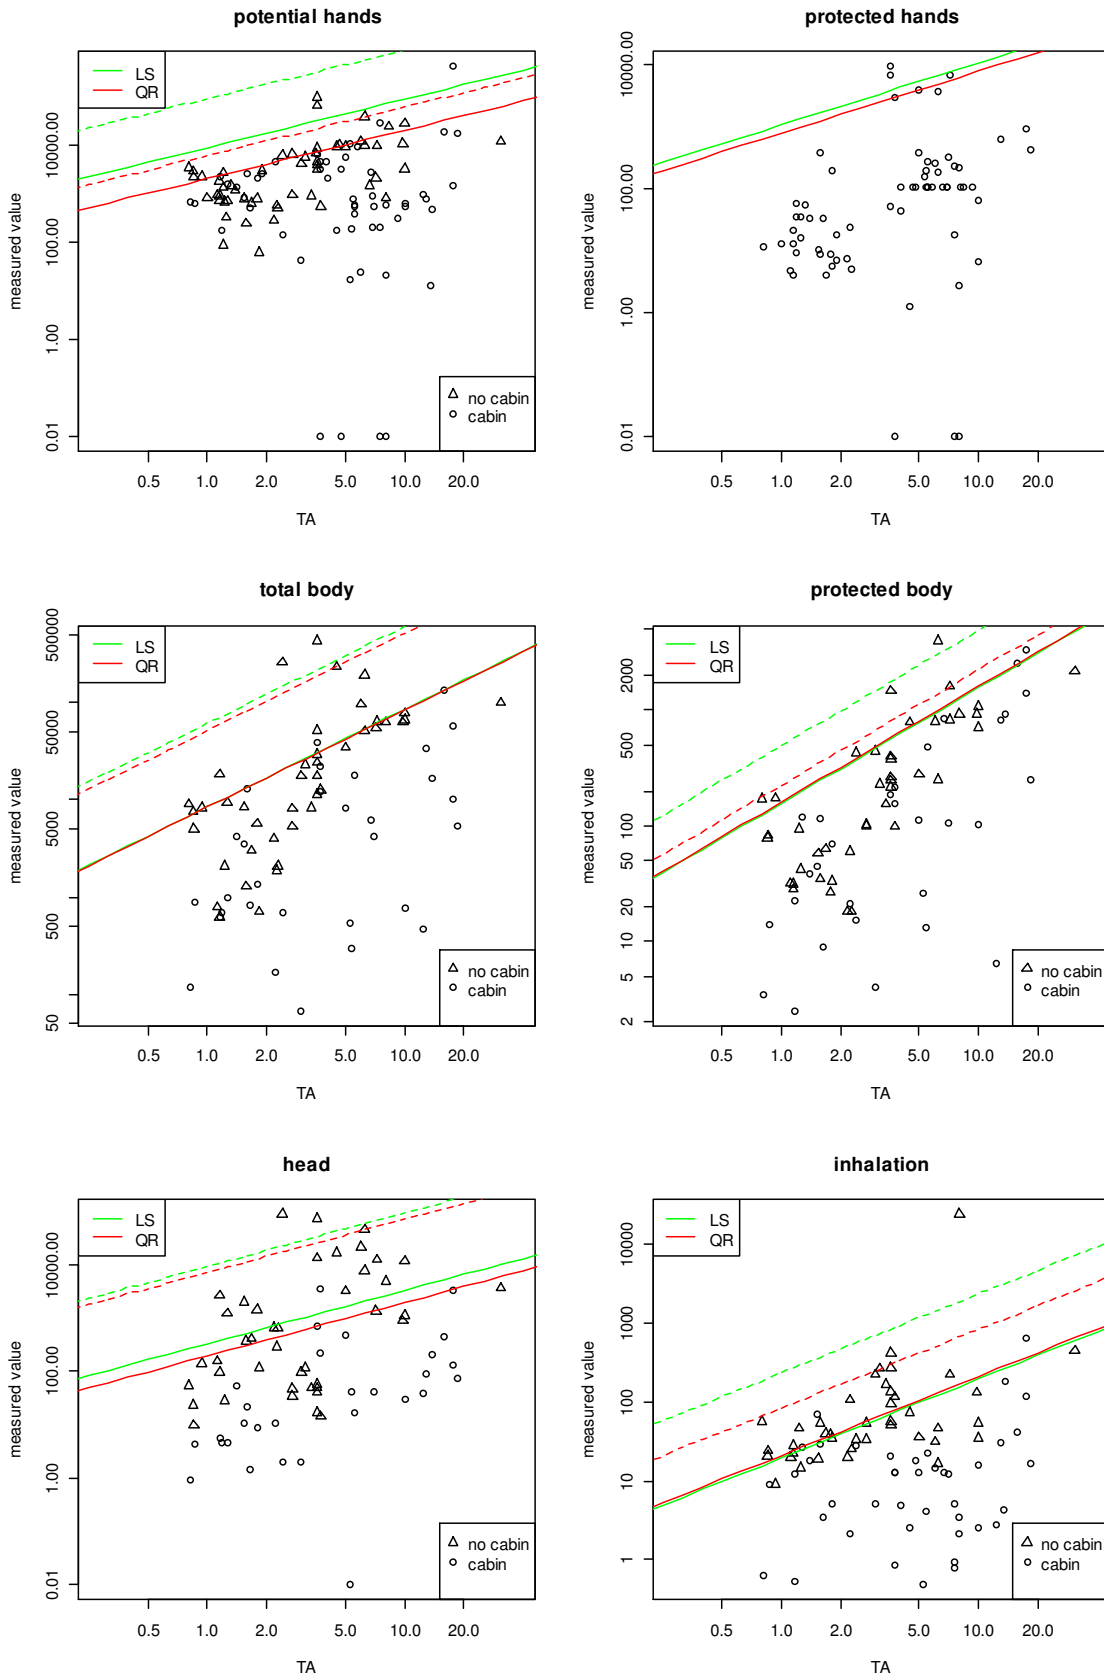 potential hands
LS
QR
measured value
0.01 1.00 100.00 10000.00
no cabin
cabin
0.5 1.0 2.0 5.0 10.0 20.0
TA
protected hands
measured value
0.01 1.00 100.00 10000.00
LS
QR
0.5 1.0 2.0 5.0 10.0 20.0
TA
total body
LS
QR
measured value
50 500 5000 50000 500000
no cabin
cabin
0.5 1.0 2.0 5.0 10.0 20.0
TA
protected body
LS
QR
measured value
2 5 10 20 50 100 500 2000
no cabin
cabin
0.5 1.0 2.0 5.0 10.0 20.0
TA
head
LS
QR
measured value
0.01 1.00 100.00 10000.00
no cabin
cabin
0.5 1.0 2.0 5.0 10.0 20.0
TA
inhalation
LS
QR
measured value
1 10 100 1000 10000
no cabin
cabin
0.5 1.0 2.0 5.0 10.0 20.0
TA